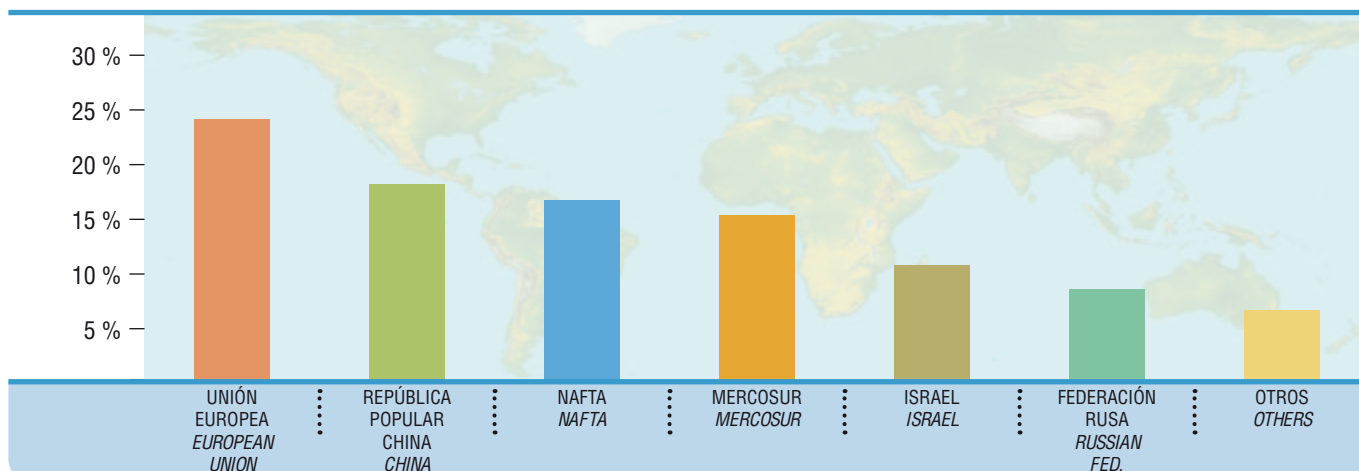 30 %
25 %
20 %
15 %
10 %
5 %
UNIÓN
EUROPEA
EUROPEAN
UNION
REPÚBLICA
POPULAR
CHINA
CHINA
NAFTA
NAFTA
MERCOSUR
MERCOSUR
ISRAEL
ISRAEL
FEDERACIÓN
RUSA
RUSSIAN
FED.
OTROS
OTHERS